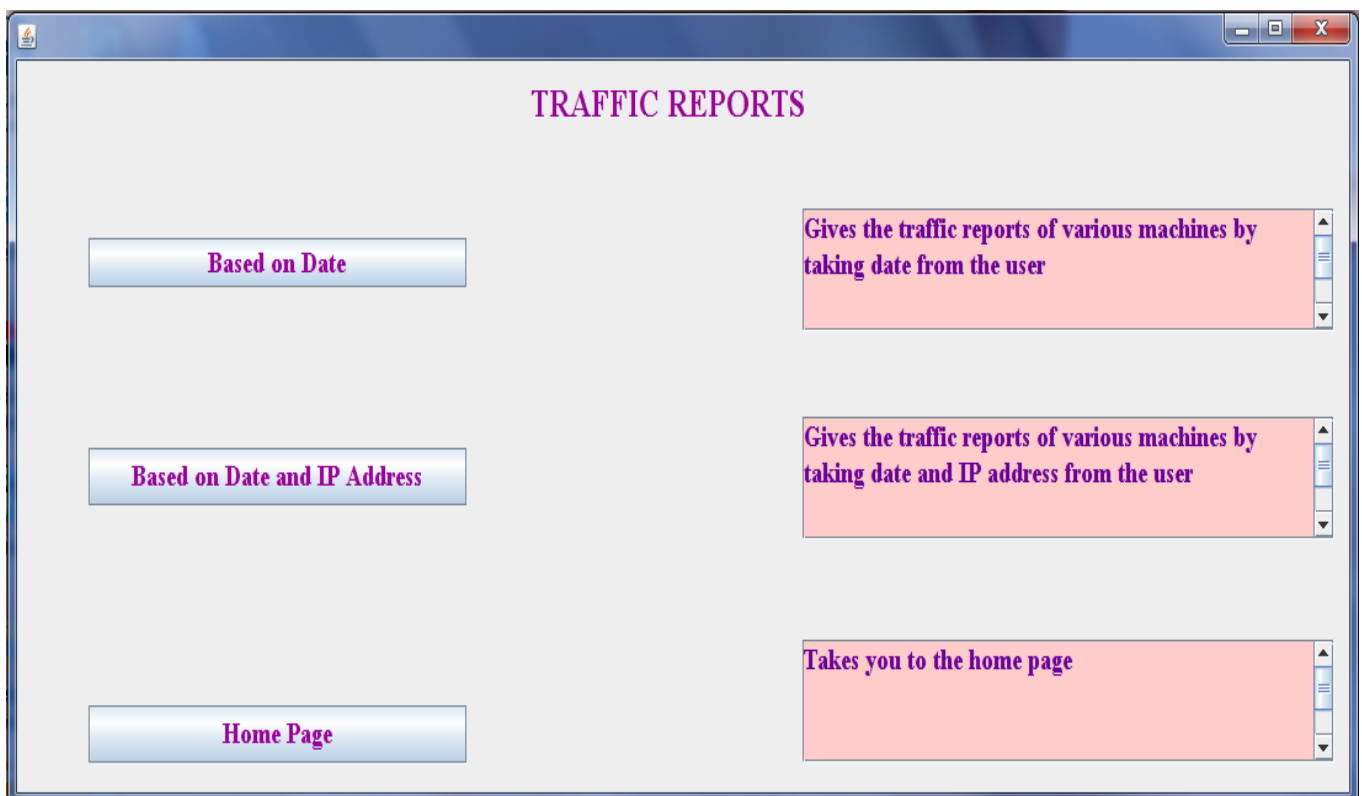 TRAFFIC REPORTS
Based on Date
Gives the traffic reports of various machines by
taking date from the user
Based on Date and IP Address
Gives the traffic reports of various machines by
taking date and IP address from the user
Home Page
Takes you to the home page